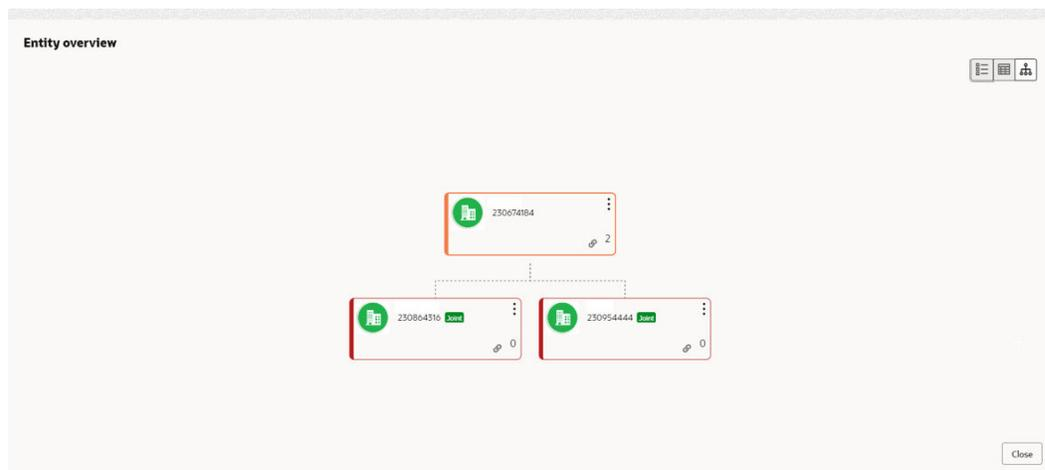 Entity overview
230674184
2
230864316 Joint
0
230954444 Joint
0
Close